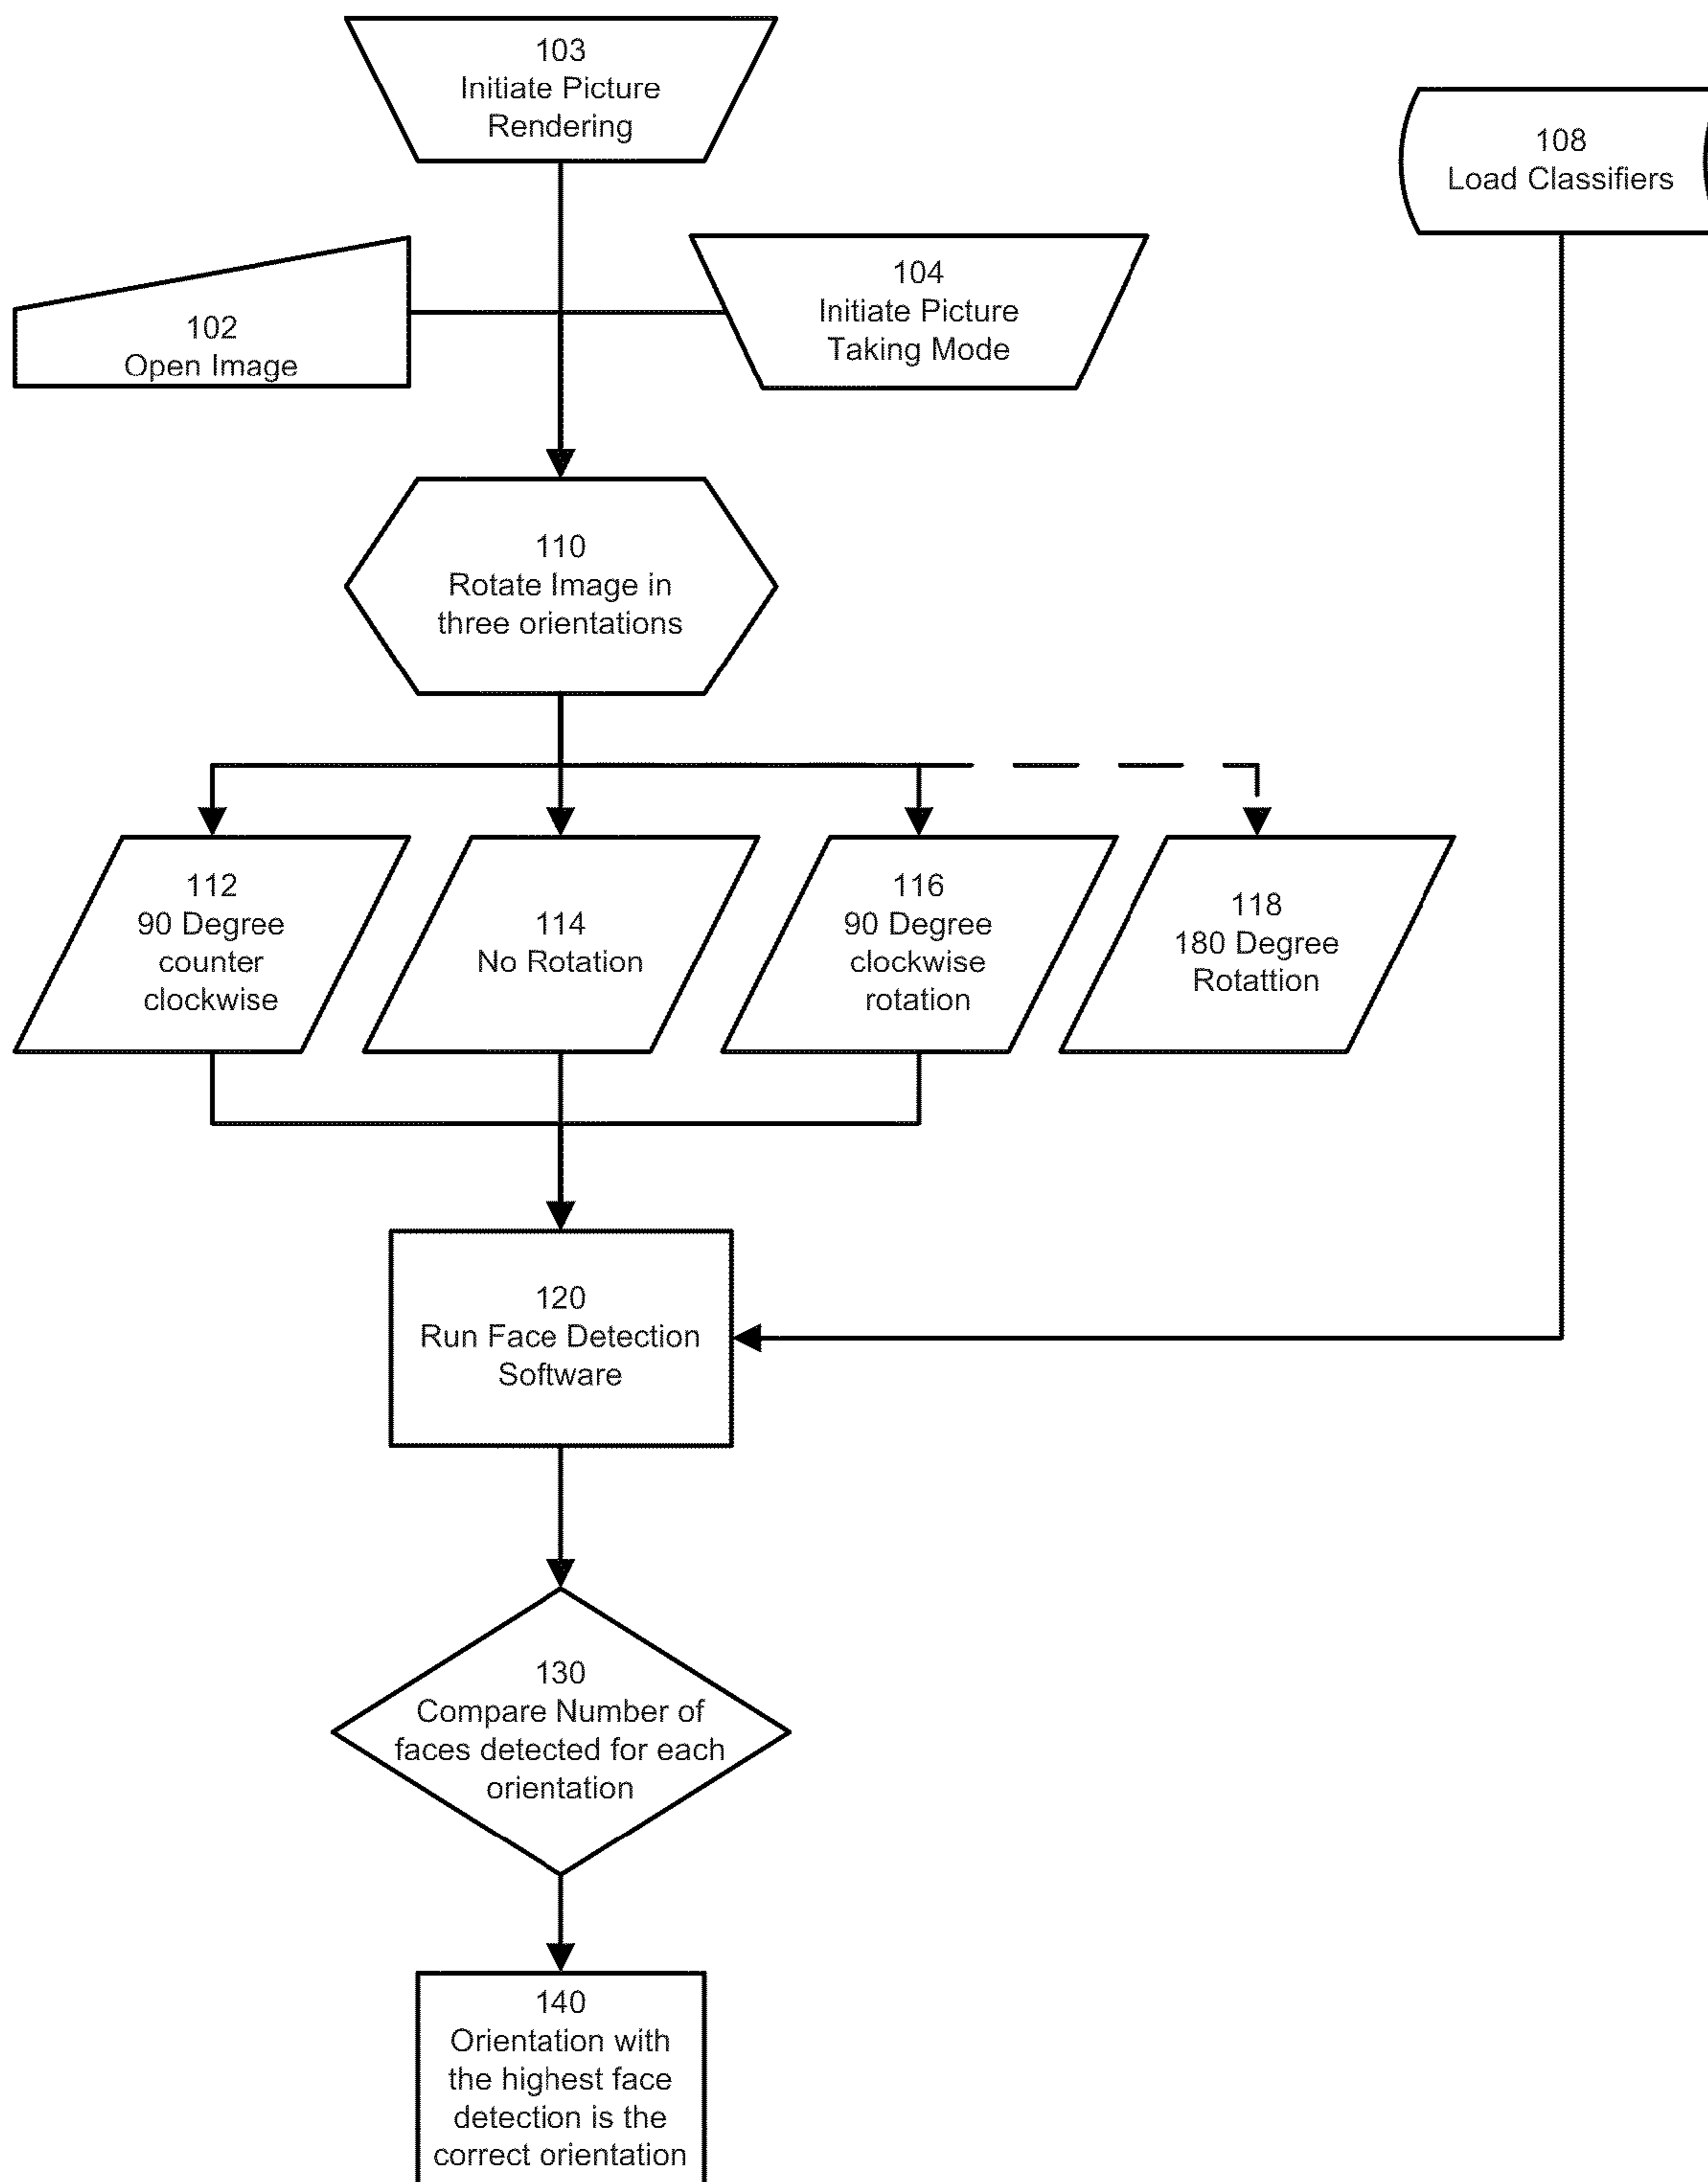 103
Initiate Picture
Rendering
108
Load Classifiers
104
Initiate Picture
Taking Mode
102
Open Image
110
Rotate Image in
three orientations
112
90 Degree
counter
clockwise
114
No Rotation
116
90 Degree
clockwise
rotation
118
180 Degree
Rotattion
120
Run Face Detection
Software
130
Compare Number of
faces detected for each
orientation
140
Orientation with
the highest face
detection is the
correct orientation